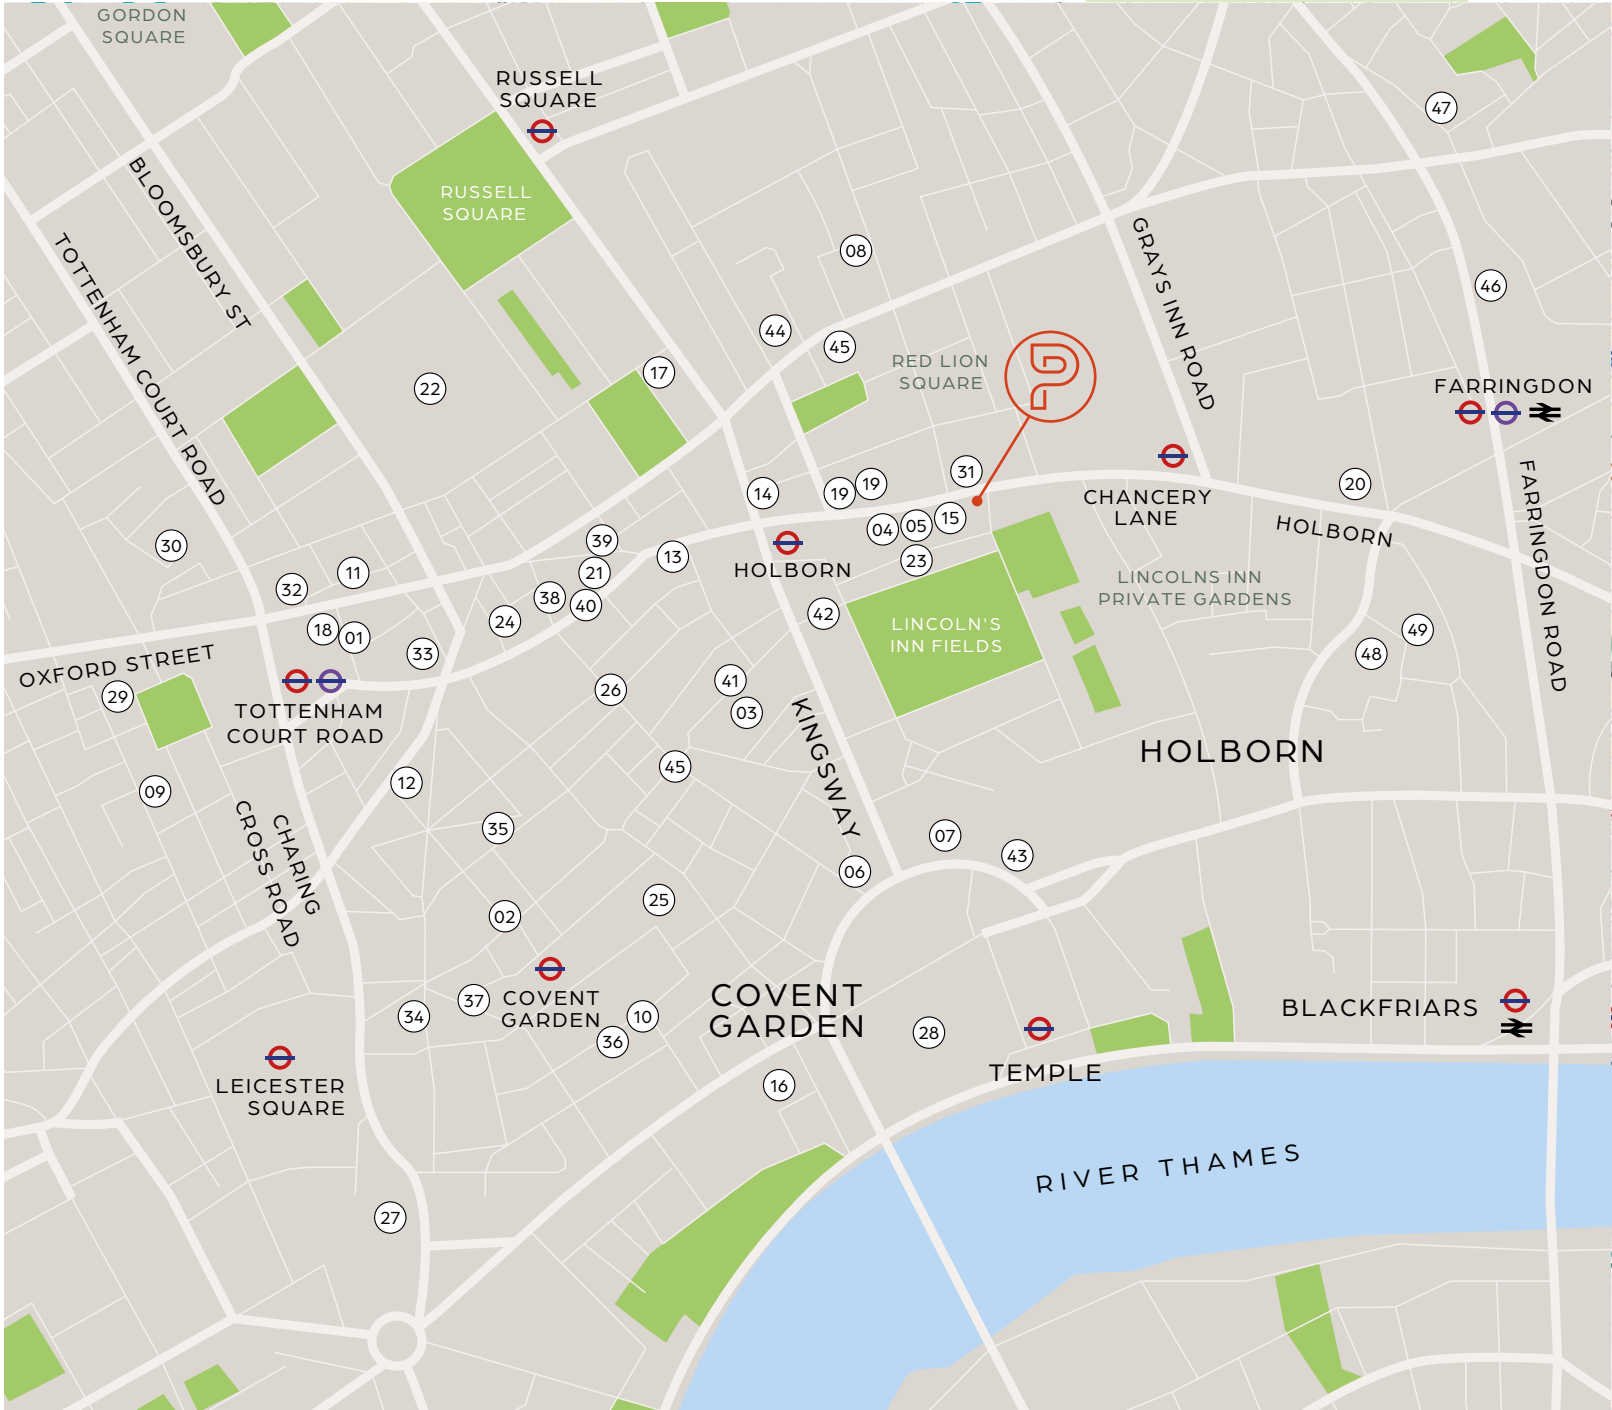 GORDON
SQUARE
RUSSELL
SQUARE
47
BLOOMSBURY ST
RUSSELL
SQUARE
TOTTENHAM COURT ROAD
08
GRAYS INN ROAD
46
44
45
RED LION
SQUARE
17
22
FARRINGDON
31
14
19
19
20
CHANCERY
LANE
FARRINGDON ROAD
HOLBORN
04
05
15
30
39
13
HOLBORN
23
11
21
32
38
40
LINCOLNS INN
PRIVATE GARDENS
42
24
18
01
LINCOLN'S
INN FIELDS
49
33
48
OXFORD STREET
29
26
41
03
TOTTENHAM
COURT ROAD
KINGSWAY
HOLBORN
45
12
09
CHARING
CROSS ROAD
35
07
43
06
25
02
COVENT
GARDEN
37
34
10
36
COVENT
GARDEN
28
BLACKFRIARS
TEMPLE
LEICESTER
SQUARE
16
RIVER THAMES
27